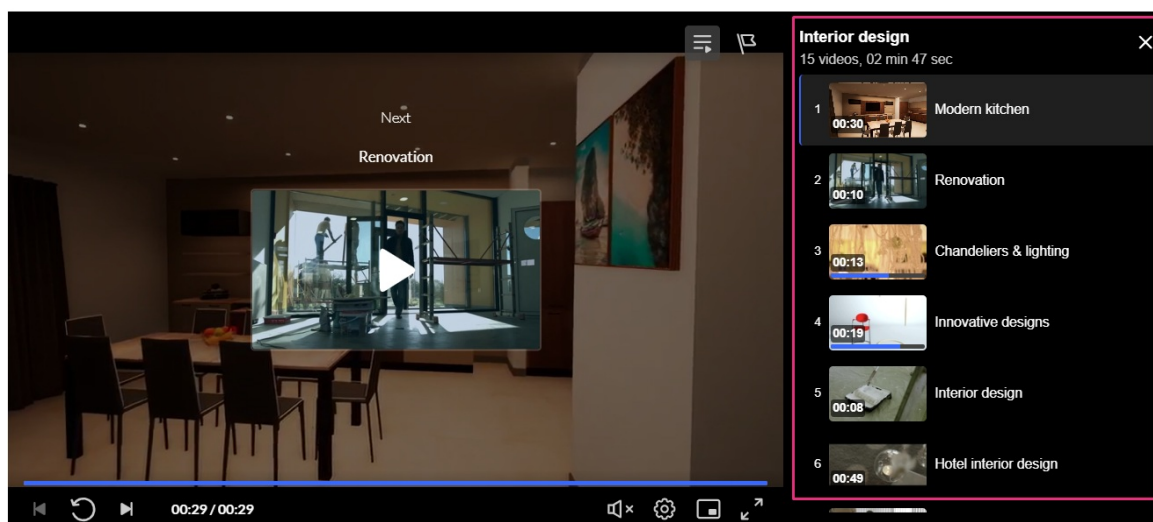 Next
Renovation
00:29 / 00:29
Interior design
15 videos, 02 min 47 sec
1
00:30
Modern kitchen
2
00:10
Renovation
3
00:13
Chandeliers & lighting
4
00:19
Innovative designs
5
00:08
Interior design
6
00:49
Hotel interior design